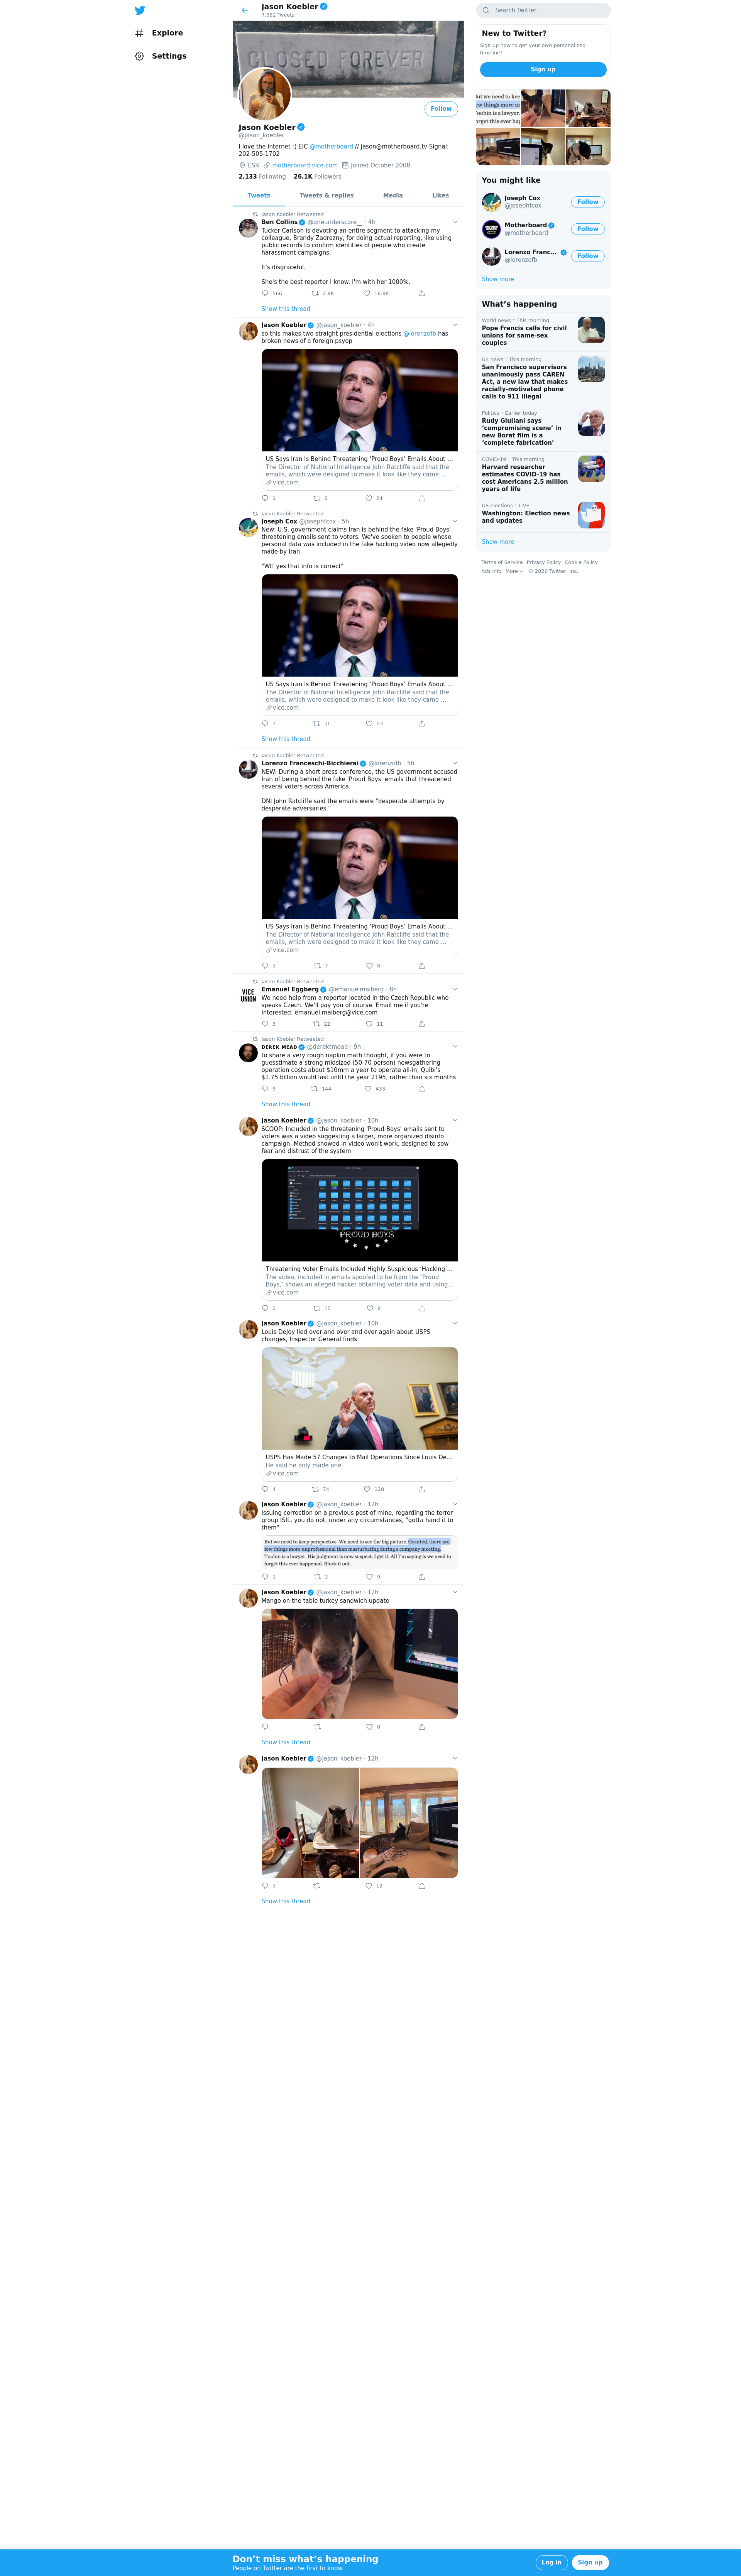 Explore
Settings
Jason Koebler
7,882 Tweets
CLOSED FOREVER
Follow
Jason Koebler
@jason_koebler
I love the internet :( EIC @motherboard // jason@motherboard.tv Signal:
202-505-1702
ESR motherboard.vice.com Joined October 2008
2,133 Following 26.1K Followers
Tweets Tweets & replies Media Likes
Jason Koebler Retweeted
Ben Collins @oneunderscore__ · 4h
Tucker Carlson is devoting an entire segment to attacking my
colleague, Brandy Zadrozny, for doing actual reporting, like using
public records to confirm identities of people who create
harassment campaigns.
It's disgraceful.
She's the best reporter I know. I'm with her 1000%.
566 2.9K 16.8K
Show this thread
Jason Koebler @jason_koebler · 4h
so this makes two straight presidential elections @lorenzofb has
broken news of a foreign psyop
US Says Iran Is Behind Threatening ‘Proud Boys’ Emails About …
The Director of National Intelligence John Ratcliffe said that the
emails, which were designed to make it look like they came …
vice.com
1 6 24
Jason Koebler Retweeted
Joseph Cox @josephfcox · 5h
New: U.S. government claims Iran is behind the fake 'Proud Boys'
threatening emails sent to voters. We've spoken to people whose
personal data was included in the fake hacking video now allegedly
made by Iran.
"Wtf yes that info is correct"
US Says Iran Is Behind Threatening ‘Proud Boys’ Emails About …
The Director of National Intelligence John Ratcliffe said that the
emails, which were designed to make it look like they came …
vice.com
7 31 53
Show this thread
Jason Koebler Retweeted
Lorenzo Franceschi-Bicchierai @lorenzofb · 5h
NEW: During a short press conference, the US government accused
Iran of being behind the fake 'Proud Boys' emails that threatened
several voters across America.
DNI John Ratcliffe said the emails were "desperate attempts by
desperate adversaries."
US Says Iran Is Behind Threatening ‘Proud Boys’ Emails About …
The Director of National Intelligence John Ratcliffe said that the
emails, which were designed to make it look like they came …
vice.com
2 7 8
Jason Koebler Retweeted
VICE
UNION
Emanuel Eggberg @emanuelmaiberg · 8h
We need help from a reporter located in the Czech Republic who
speaks Czech. We'll pay you of course. Email me if you're
interested: emanuel.maiberg@vice.com
3 22 11
Jason Koebler Retweeted
DEREK MEAD @derektmead · 9h
to share a very rough napkin math thought, if you were to
guesstimate a strong midsized (50-70 person) newsgathering
operation costs about $10mm a year to operate all-in, Quibi's
$1.75 billion would last until the year 2195, rather than six months
5 144 433
Show this thread
Jason Koebler @jason_koebler · 10h
SCOOP: Included in the threatening 'Proud Boys' emails sent to
voters was a video suggesting a larger, more organized disinfo
campaign. Method showed in video won't work, designed to sow
fear and distrust of the system
PROUD BOYS
Threatening Voter Emails Included Highly Suspicious ‘Hacking’…
The video, included in emails spoofed to be from the ‘Proud
Boys,’ shows an alleged hacker obtaining voter data and using…
vice.com
2 15 8
Jason Koebler @jason_koebler · 10h
Louis DeJoy lied over and over and over again about USPS
changes, Inspector General finds:
USPS Has Made 57 Changes to Mail Operations Since Louis De…
He said he only made one.
vice.com
4 74 128
Jason Koebler @jason_koebler · 12h
issuing correction on a previous post of mine, regarding the terror
group ISIL. you do not, under any circumstances, "gotta hand it to
them"
But we need to keep perspective. We need to see the big picture. Granted, there are
few things more unprofessional than masturbating during a company meeting.
Toobin is a lawyer. His judgment is now suspect. I get it. All I'm saying is we need to
forget this ever happened. Block it out.
1 2 9
Jason Koebler @jason_koebler · 12h
Mango on the table turkey sandwich update
8
Show this thread
Jason Koebler @jason_koebler · 12h
2 12
Show this thread
Search Twitter
New to Twitter?
Sign up now to get your own personalized
timeline!
Sign up
ut we need to kee
ew things more un
oobin is a lawyer.
orget this ever hap
You might like
Joseph Cox
@josephfcox
Follow
Motherboard
@motherboard
Follow
Lorenzo Franc…
@lorenzofb
Follow
Show more
What’s happening
World news · This morning
Pope Francis calls for civil
unions for same-sex
couples
US news · This morning
San Francisco supervisors
unanimously pass CAREN
Act, a new law that makes
racially-motivated phone
calls to 911 illegal
Politics · Earlier today
Rudy Giuliani says
‘compromising scene’ in
new Borat film is a
‘complete fabrication’
COVID-19 · This morning
Harvard researcher
estimates COVID-19 has
cost Americans 2.5 million
years of life
US elections · LIVE
Washington: Election news
and updates
Show more
Terms of Service Privacy Policy Cookie Policy
Ads info More © 2020 Twitter, Inc.
Don’t miss what’s happening
People on Twitter are the first to know.
Log in Sign up